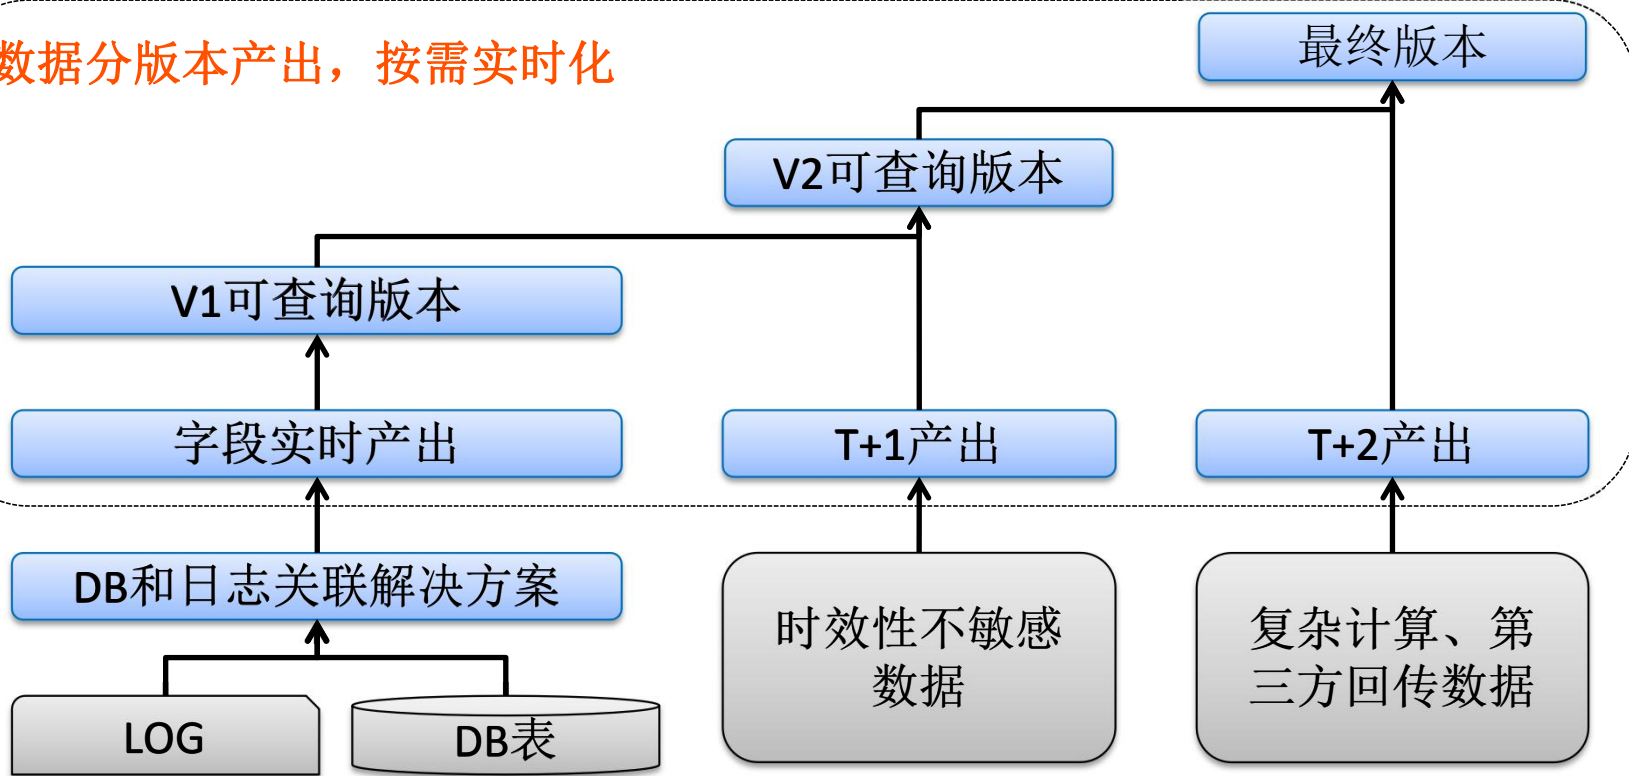 数据分版本产出，按需实时化
最终版本
V2可查询版本
V1可查询版本
字段实时产出
T+1产出
T+2产出
DB和日志关联解决方案
时效性不敏感
数据
复杂计算、第
三方回传数据
LOG
DB表